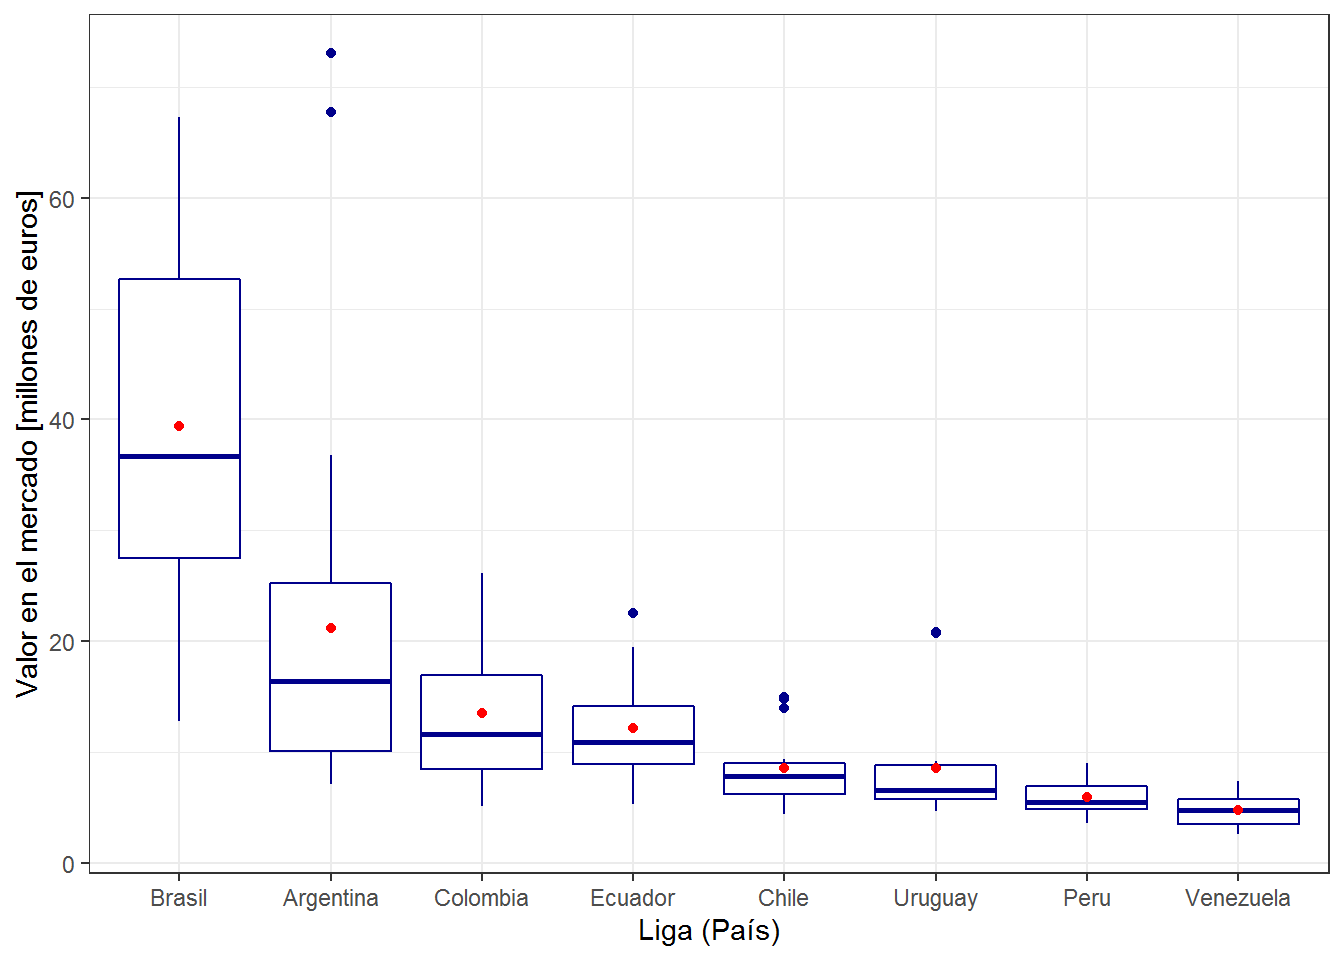 Valor en el mercado [millones de euros]
60
40
20
0
Brasil Argentina Colombia Ecuador Chile Uruguay Peru Venezuela
Liga (País)